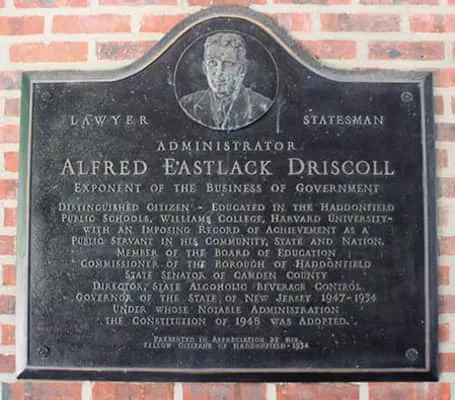 LAWYER STATESMAN
ADMINISTRATOR
ALFRED EASTLACK DRISCOLL
EXPONENT OF THE BUSINESS OF GOVERNMENT
DISTINGUISHED CITIZEN - EDUCATED IN THE HADDONFIELD
PUBLIC SCHOOLS, WILLIAMS COLLEGE, HARVARD UNIVERSITY-
WITH AN IMPOSING RECORD OF ACHIEVEMENT AS A
PUBLIC SERVANT IN HIS COMMUNITY, STATE AND NATION.
MEMBER OF THE BOARD OF EDUCATION
COMMISSIONER OF THE BOROUGH OF HADDONFIELD
STATE SENATOR OF CAMDEN COUNTY
DIRECTOR, STATE ALCOHOLIC BEVERAGE CONTROL
GOVERNOR OF THE STATE OF NEW JERSEY 1947-1954
UNDER WHOSE NOTABLE ADMINISTRATION
THE CONSTITUTION OF 1948 WAS ADOPTED.
PRESENTED IN APPRECIATION BY HIS
FELLOW CITIZENS OF HADDONFIELD - 1954